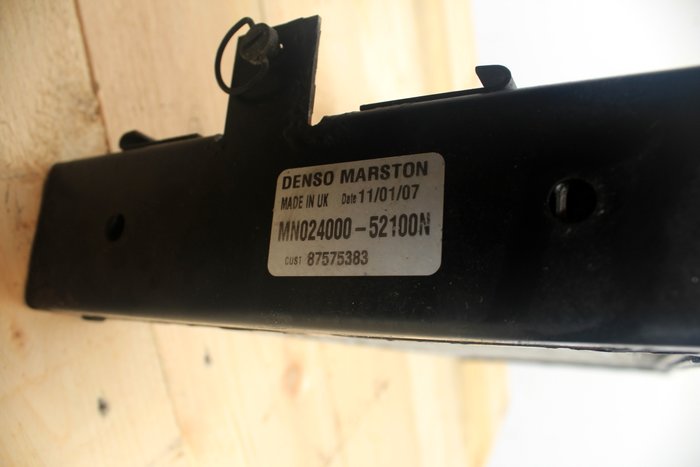 DENSO MARSTON
MADE IN UK Date 11/01/07
MN024000-52100N
CUST 87575383